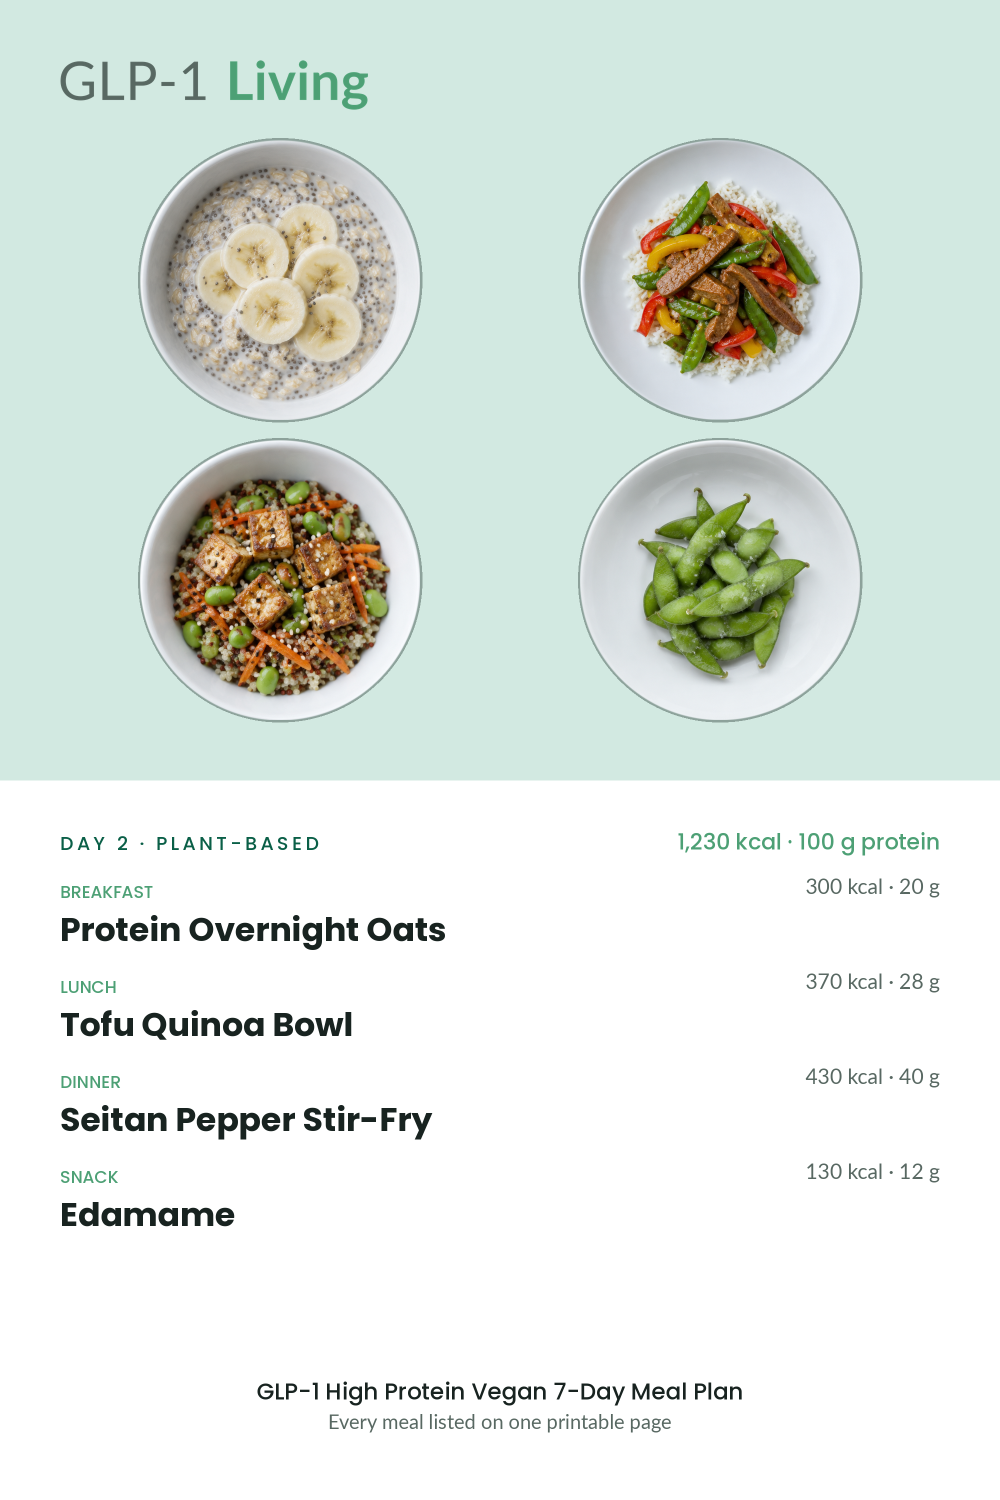 GLP-1 Living
DAY 2 · PLANT-BASED
1,230 kcal · 100 g protein
BREAKFAST
300 kcal · 20 g
Protein Overnight Oats
LUNCH
370 kcal · 28 g
Tofu Quinoa Bowl
DINNER
430 kcal · 40 g
Seitan Pepper Stir-Fry
SNACK
130 kcal · 12 g
Edamame
GLP-1 High Protein Vegan 7-Day Meal Plan
Every meal listed on one printable page